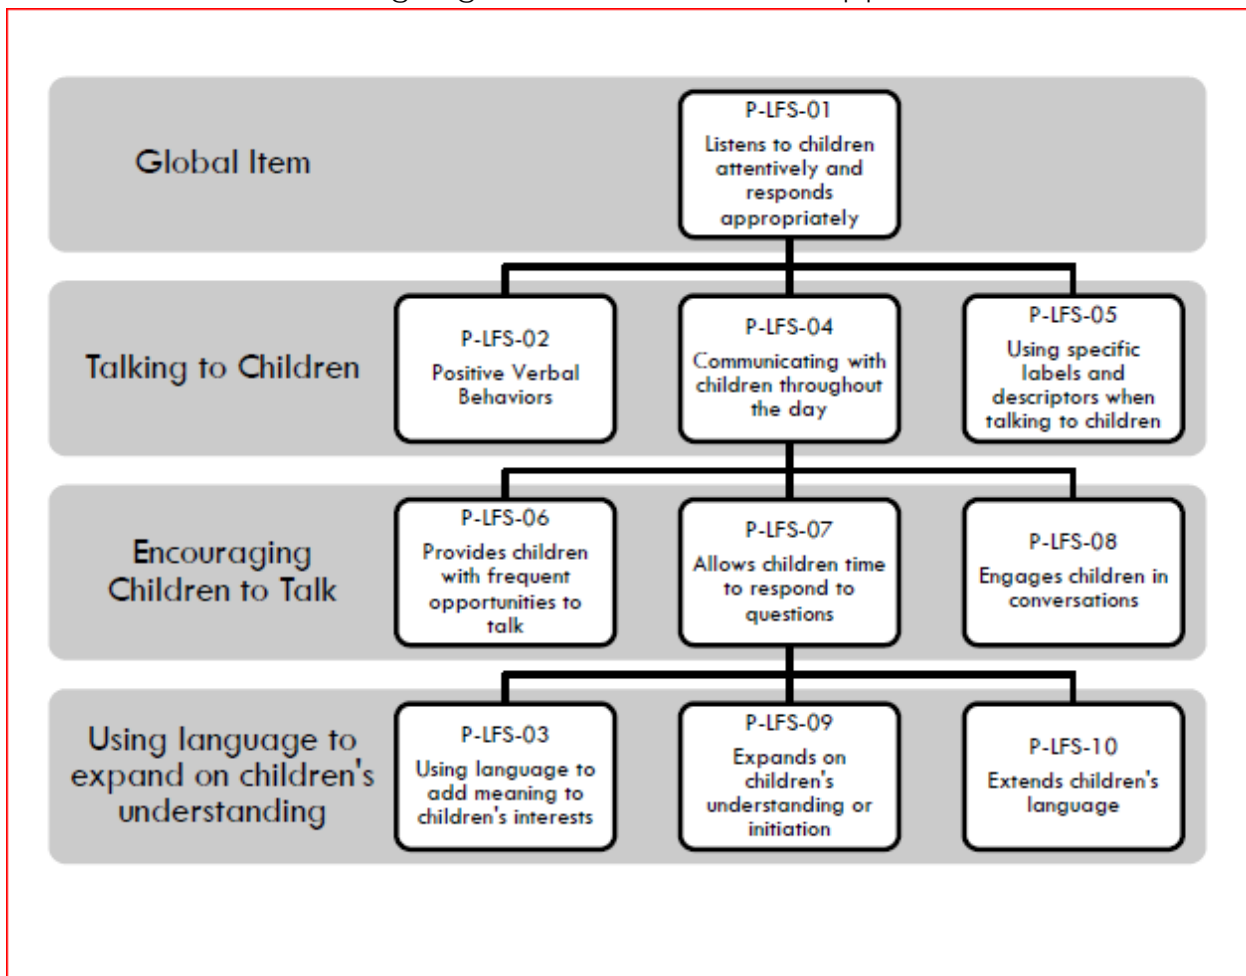 Global Item
P-LFS-01
Listens to children
attentively and
responds
appropriately
Talking to Children
P-LFS-02
Positive Verbal
Behaviors
P-LFS-04
Communicating with
children throughout
the day
P-LFS-05
Using specific
labels and
descriptors when
talking to children
Encouraging
Children to Talk
P-LFS-06
Provides children
with frequent
opportunities to
talk
P-LFS-07
Allows children time
to respond to
questions
P-LFS-08
Engages children in
conversations
Using language to
expand on children's
understanding
P-LFS-03
Using language to
add meaning to
children's interests
P-LFS-09
Expands on
children's
understanding or
initiation
P-LFS-10
Extends children's
language